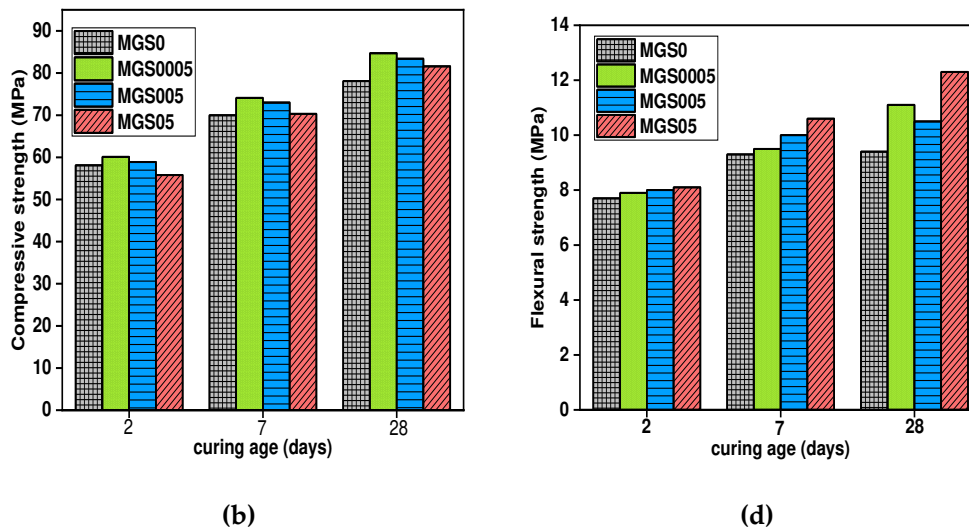 Compressive strength (MPa)
90
80
70
60
50
40
30
20
10
0
MGS0
MGS0005
MGS005
MGS05
2 7 28
curing age (days)
(b)
Flexural strength (MPa)
14
12
10
8
6
4
2
0
MGS0
MGS0005
MGS005
MGS05
2 7 28
curing age (days)
(d)